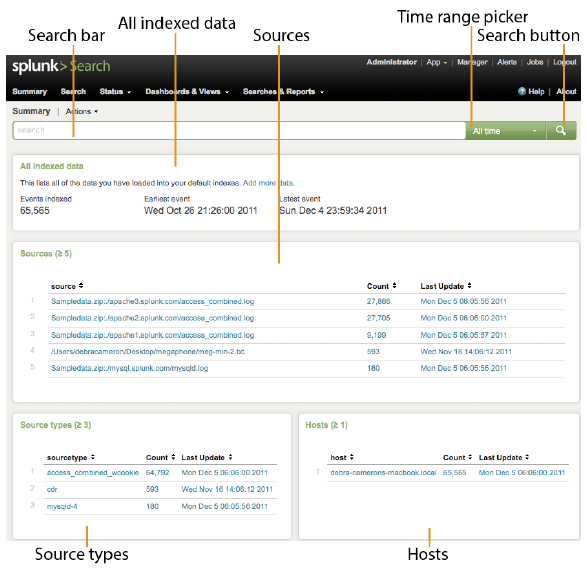 All indexed data
Time range picker
Search bar
Sources
Search button
splunk> Search
Administrator | App | Manager | Alerts | Jobs | Logout
Summary Search Status Dashboards & Views Searches & Reports
? Help | About
Summary | Actions
search
All time
All indexed data
This lists all of the data you have loaded into your default indexes. Add more data.
Events indexed Earliest event Latest event
65,565 Wed Oct 26 21:26:00 2011 Sun Dec 4 23:59:34 2011
Sources (≥ 5)
source Count Last Update
1 Sampledata.zip:./apache3.splunk.com/access_combined.log 27,888 Mon Dec 5 06:05:56 2011
2 Sampledata.zip:./apache2.splunk.com/access_combined.log 27,705 Mon Dec 5 06:06:00 2011
3 Sampledata.zip:./apache1.splunk.com/access_combined.log 9,199 Mon Dec 5 06:05:57 2011
4 /Users/debracameron/Desktop/megaphone/meg-min-2.txt 593 Wed Nov 16 14:06:12 2011
5 Sampledata.zip:./mysql.splunk.com/mysqld.log 180 Mon Dec 5 06:05:56 2011
Source types (≥ 3)
sourcetype Count Last Update
1 access_combined_wcookie 64,792 Mon Dec 5 06:06:00 2011
2 cdr 593 Wed Nov 16 14:06:12 2011
3 mysqld-4 180 Mon Dec 5 06:05:56 2011
Hosts (≥ 1)
host Count Last Update
1 debra-camerons-macbook.local 65,565 Mon Dec 5 06:06:00 2011
Source types
Hosts